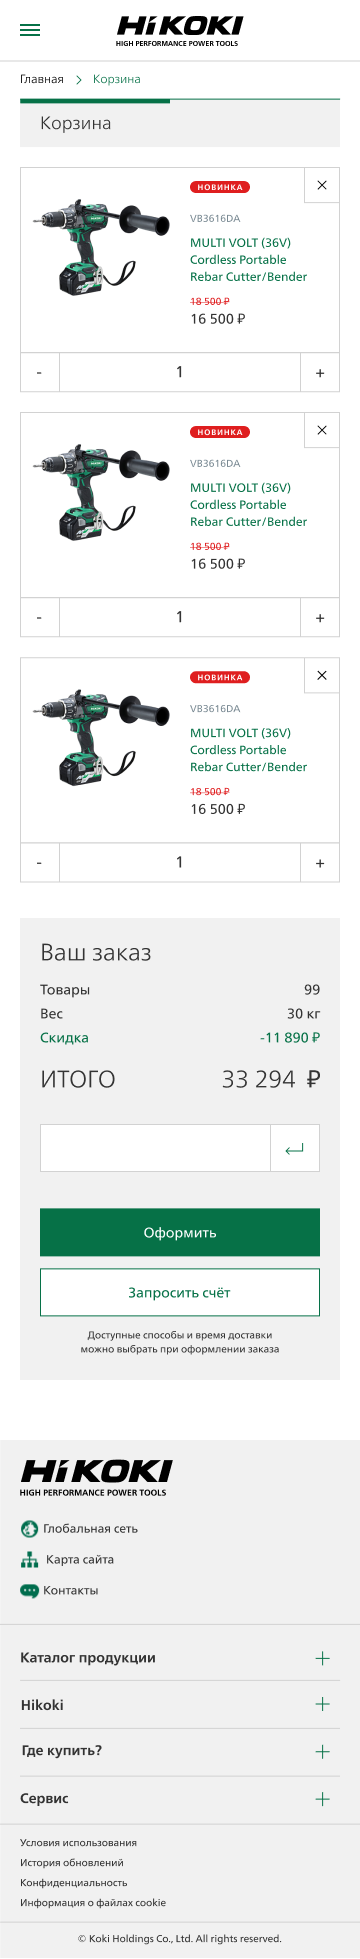 HiKOKI
HIGH PERFORMANCE POWER TOOLS
Главная > Корзина
Корзина
НОВИНКА
VB3616DA
MULTI VOLT (36V)
Cordless Portable
Rebar Cutter/Bender
18 500 ₽
16 500 ₽
- 1 +
НОВИНКА
VB3616DA
MULTI VOLT (36V)
Cordless Portable
Rebar Cutter/Bender
18 500 ₽
16 500 ₽
- 1 +
НОВИНКА
VB3616DA
MULTI VOLT (36V)
Cordless Portable
Rebar Cutter/Bender
18 500 ₽
16 500 ₽
- 1 +
Ваш заказ
Товары 99
Вес 30 кг
Скидка -11 890 ₽
ИТОГО 33 294 ₽
Оформить
Запросить счёт
Доступные способы и время доставки
можно выбрать при оформлении заказа
HiKOKI
HIGH PERFORMANCE POWER TOOLS
Глобальная сеть
Карта сайта
Контакты
Каталог продукции
Hikoki
Где купить?
Сервис
Условия использования
История обновлений
Конфиденциальность
Информация о файлах cookie
© Koki Holdings Co., Ltd. All rights reserved.